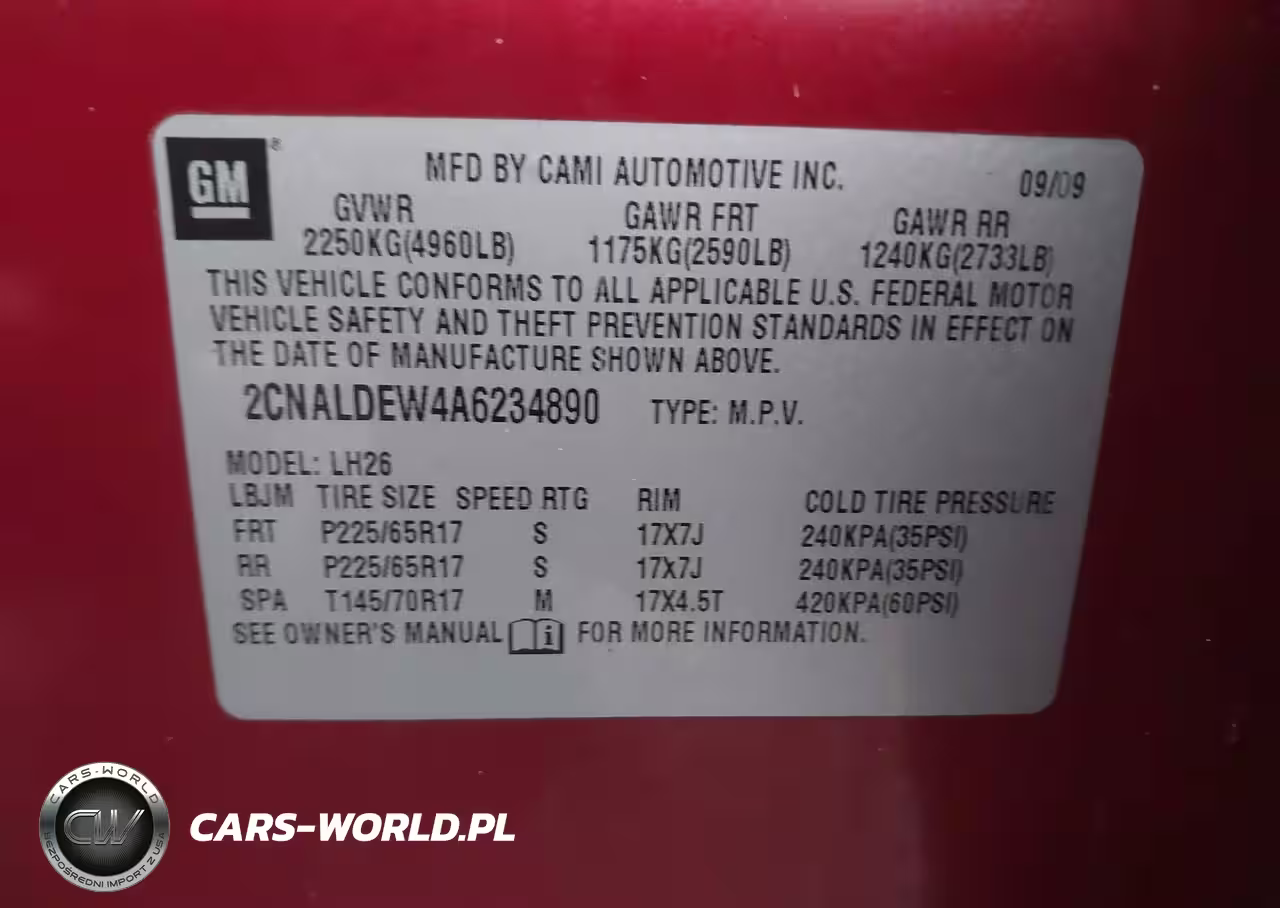 GM ®
MFD BY CAMI AUTOMOTIVE INC. 09/09
GVWR GAWR FRT GAWR RR
2250KG(4960LB) 1175KG(2590LB) 1240KG(2733LB)
THIS VEHICLE CONFORMS TO ALL APPLICABLE U.S. FEDERAL MOTOR
VEHICLE SAFETY AND THEFT PREVENTION STANDARDS IN EFFECT ON
THE DATE OF MANUFACTURE SHOWN ABOVE.
2CNALDEW4A6234890 TYPE: M.P.V.
MODEL: LH26
LBJM TIRE SIZE SPEED RTG RIM COLD TIRE PRESSURE
FRT P225/65R17 S 17X7J 240KPA(35PSI)
RR P225/65R17 S 17X7J 240KPA(35PSI)
SPA T145/70R17 M 17X4.5T 420KPA(60PSI)
SEE OWNER'S MANUAL i FOR MORE INFORMATION.
CARS-WORLD
CW
BEZPOŚREDNI IMPORT Z USA
CARS-WORLD.PL